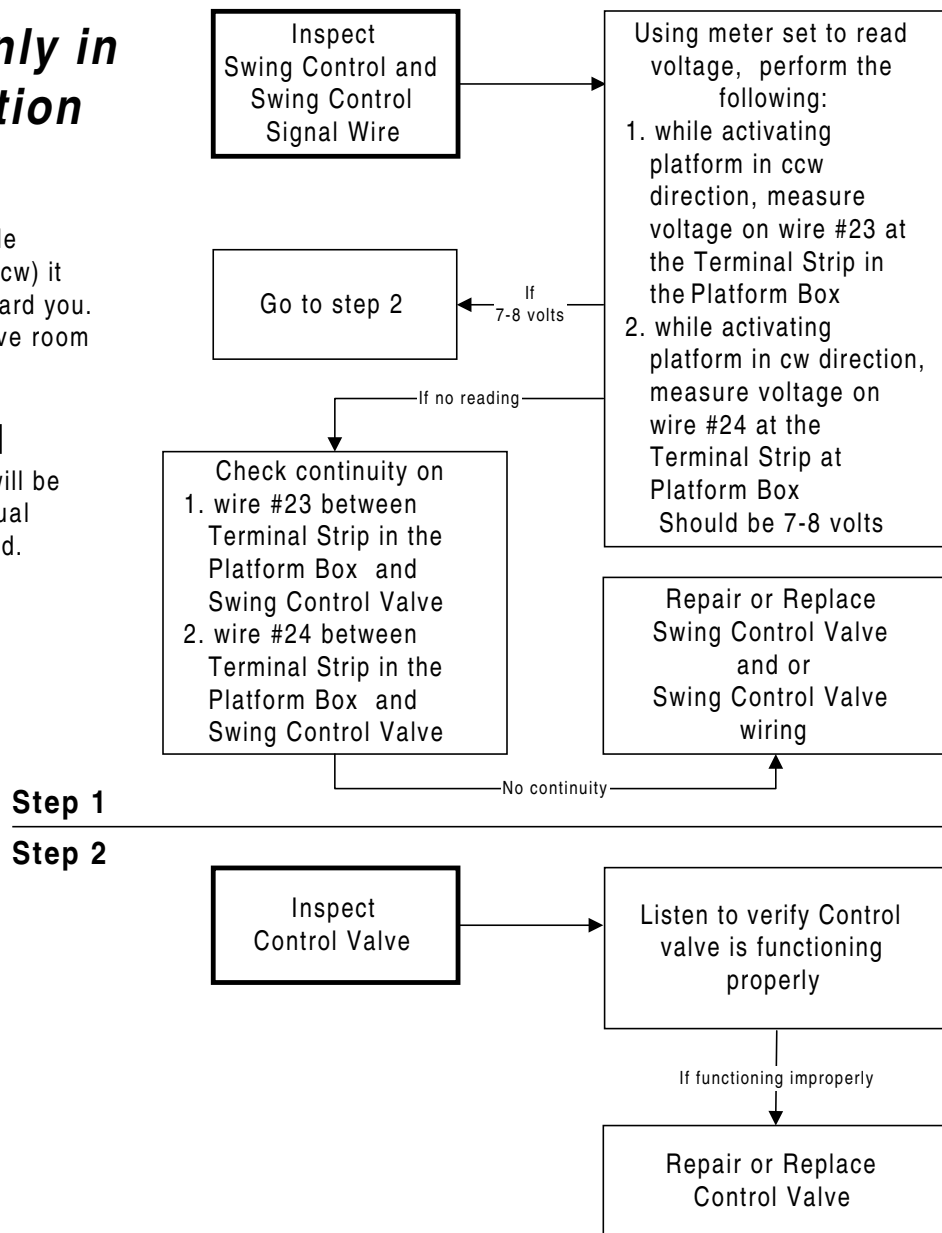 nly in
tion
le
cw) it
ard you.
ve room
will be
ual
d.
Inspect
Swing Control and
Swing Control
Signal Wire
Using meter set to read
voltage, perform the
following:
1. while activating
platform in ccw
direction, measure
voltage on wire #23 at
the Terminal Strip in
the Platform Box
2. while activating
platform in cw direction,
measure voltage on
wire #24 at the
Terminal Strip at
Platform Box
Should be 7-8 volts
If
7-8 volts
Go to step 2
If no reading
Check continuity on
1. wire #23 between
Terminal Strip in the
Platform Box and
Swing Control Valve
2. wire #24 between
Terminal Strip in the
Platform Box and
Swing Control Valve
No continuity
Repair or Replace
Swing Control Valve
and or
Swing Control Valve
wiring
Step 1
Step 2
Inspect
Control Valve
Listen to verify Control
valve is functioning
properly
If functioning improperly
Repair or Replace
Control Valve